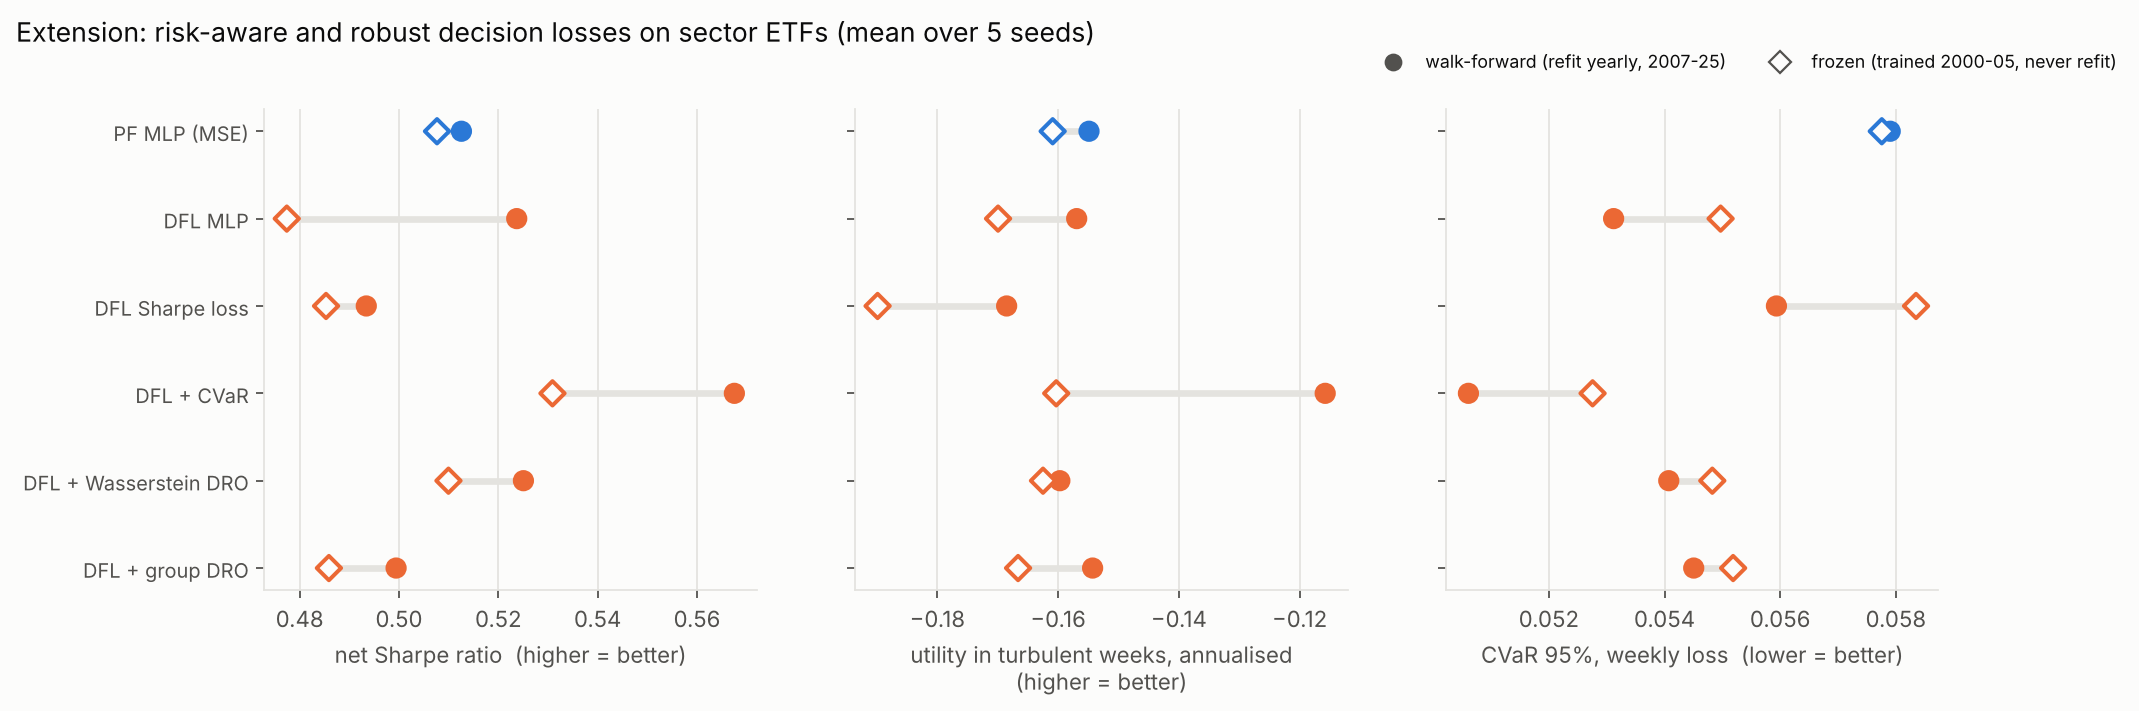 Extension: risk-aware and robust decision losses on sector ETFs (mean over 5 seeds)
walk-forward (refit yearly, 2007-25)
frozen (trained 2000-05, never refit)
PF MLP (MSE)
DFL MLP
DFL Sharpe loss
DFL + CVaR
DFL + Wasserstein DRO
DFL + group DRO
0.48 0.50 0.52 0.54 0.56
net Sharpe ratio (higher = better)
−0.18 −0.16 −0.14 −0.12
utility in turbulent weeks, annualised
(higher = better)
0.052 0.054 0.056 0.058
CVaR 95%, weekly loss (lower = better)